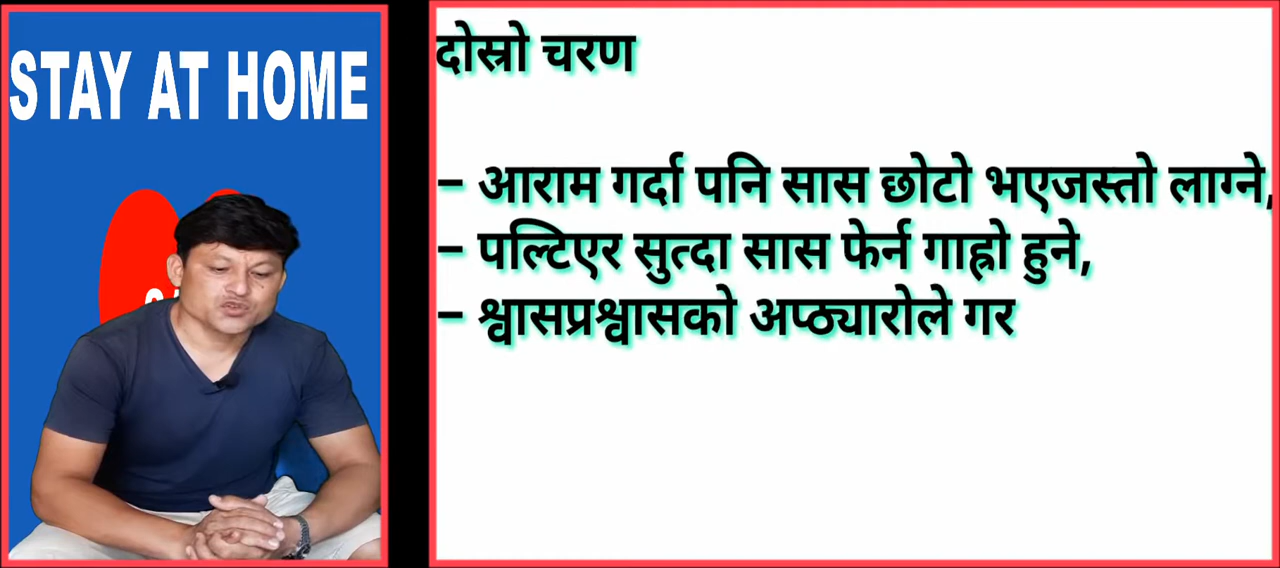 STAY AT HOME
दोस्रो चरण
– आराम गर्दा पनि सास छोटो भएजस्तो लाग्ने,
– पल्टिएर सुत्दा सास फेर्न गाह्रो हुने,
– श्वासप्रश्वासको अप्ठ्यारोले गर